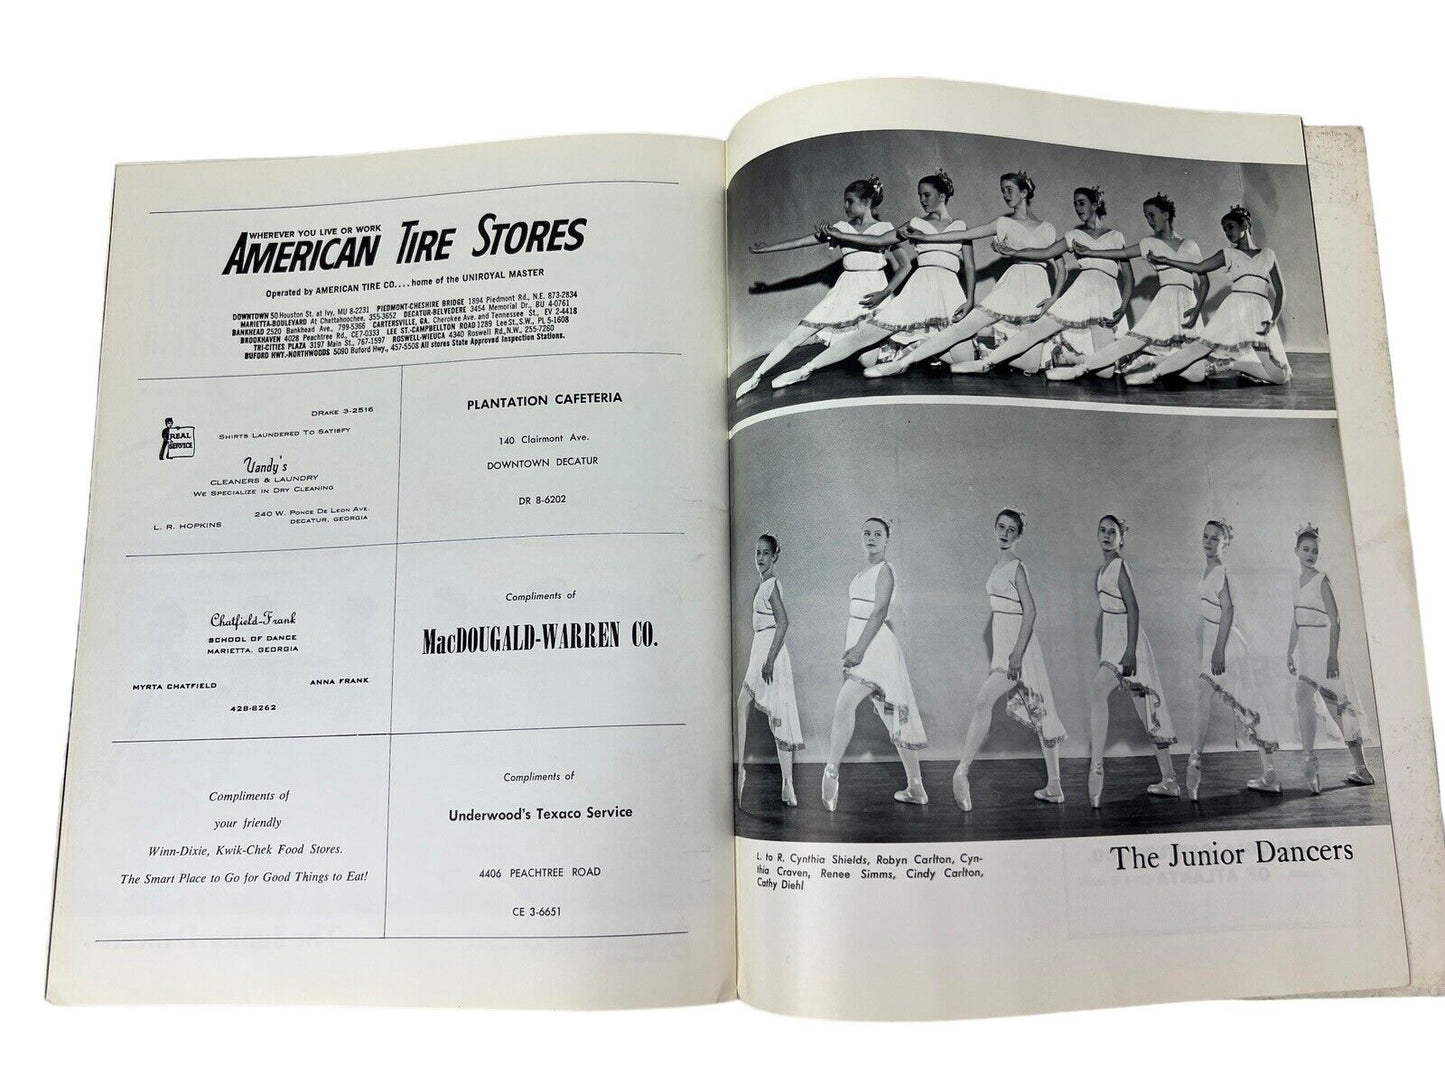 WHEREVER YOU LIVE OR WORK
AMERICAN TIRE STORES
Operated by AMERICAN TIRE CO....home of the UNIROYAL MASTER
DOWNTOWN 50 Houston St. at Ivy, MU 8-2231 PIEDMONT-CHESHIRE BRIDGE 1894 Piedmont Rd., N.E. 873-2834
MARIETTA-BOULEVARD At Chattahoochee, 355-3652 DECATUR-BELVEDERE 3454 Memorial Dr., BU 4-0761
BANKHEAD 2520 Bankhead Ave., 799-5366 CARTERSVILLE, GA. Cherokee Ave. and Tennessee St., EV 2-4418
BROOKHAVEN 4028 Peachtree Rd., CE7-0333 LEE ST.-CAMPBELLTON ROAD 1289 Lee St., S.W., PL 5-1608
TRI-CITIES PLAZA 3197 Main St., 767-1597 ROSWELL-WIEUCA 4340 Roswell Rd., N.W., 255-7260
BUFORD HWY.-NORTHWOODS 5090 Buford Hwy., 457-5508 All stores State Approved Inspection Stations.
DRAKE 3-2516
REAL
SERVICE
SHIRTS LAUNDERED TO SATISFY
Vandy's
CLEANERS & LAUNDRY
WE SPECIALIZE IN DRY CLEANING
L. R. HOPKINS
240 W. PONCE DE LEON AVE.
DECATUR, GEORGIA
PLANTATION CAFETERIA
140 Clairmont Ave.
DOWNTOWN DECATUR
DR 8-6202
Chatfield-Frank
SCHOOL OF DANCE
MARIETTA, GEORGIA
MYRTA CHATFIELD
ANNA FRANK
428-8262
Compliments of
MacDOUGALD-WARREN CO.
Compliments of
your friendly
Winn-Dixie, Kwik-Chek Food Stores.
The Smart Place to Go for Good Things to Eat!
Compliments of
Underwood's Texaco Service
4406 PEACHTREE ROAD
CE 3-6651
L. to R. Cynthia Shields, Robyn Carlton, Cyn-
thia Craven, Renee Simms, Cindy Carlton,
Cathy Diehl
The Junior Dancers